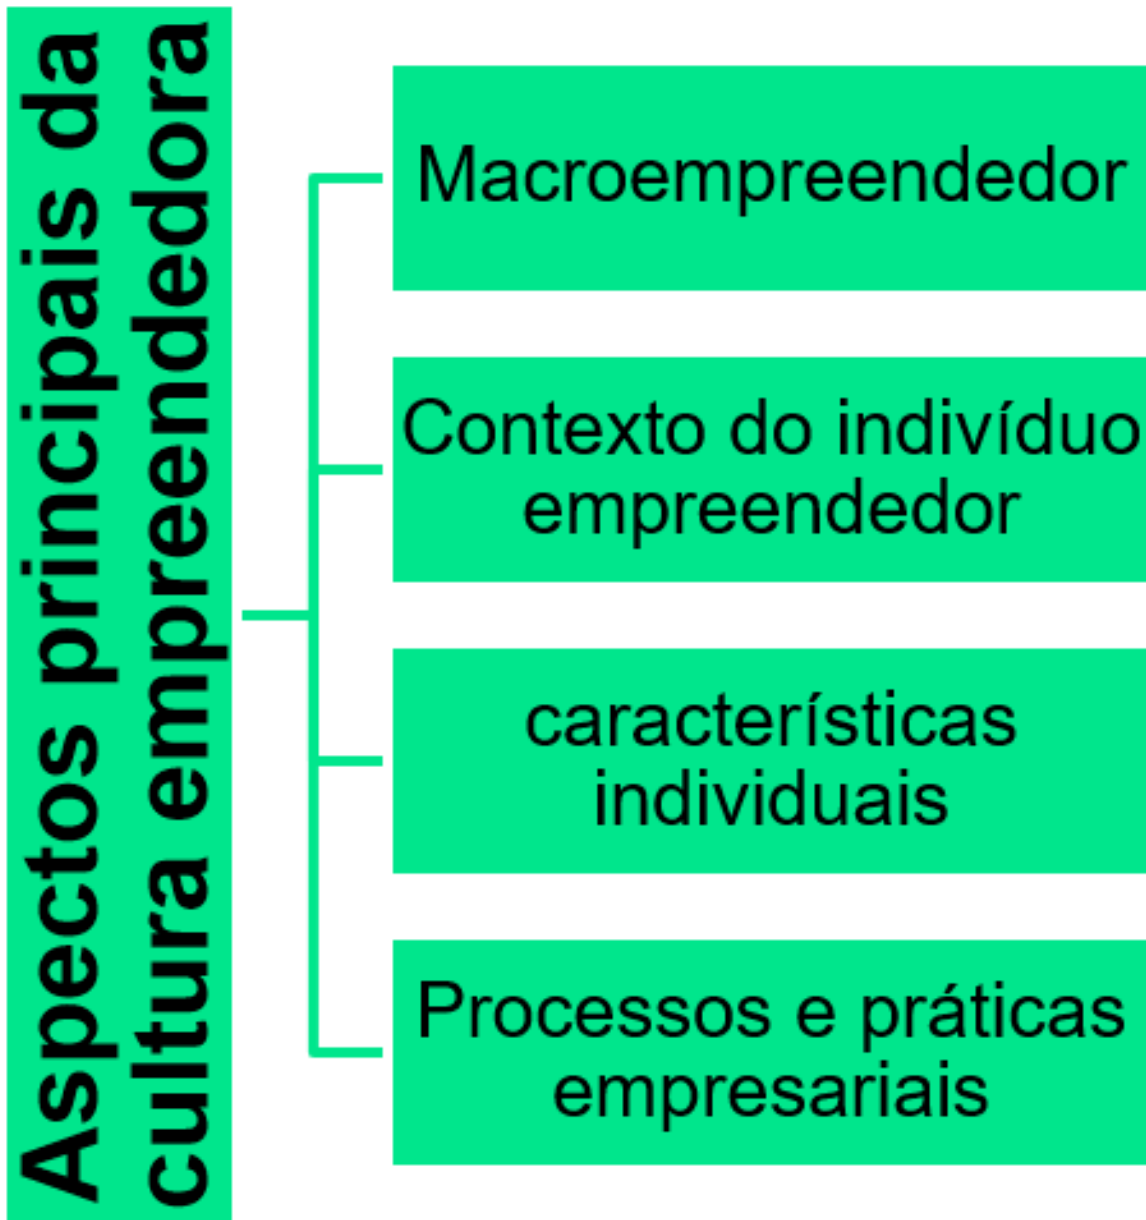 Aspectos principais da
cultura empreendedora
Macroempreendedor
Contexto do indivíduo
empreendedor
características
individuais
Processos e práticas
empresariais